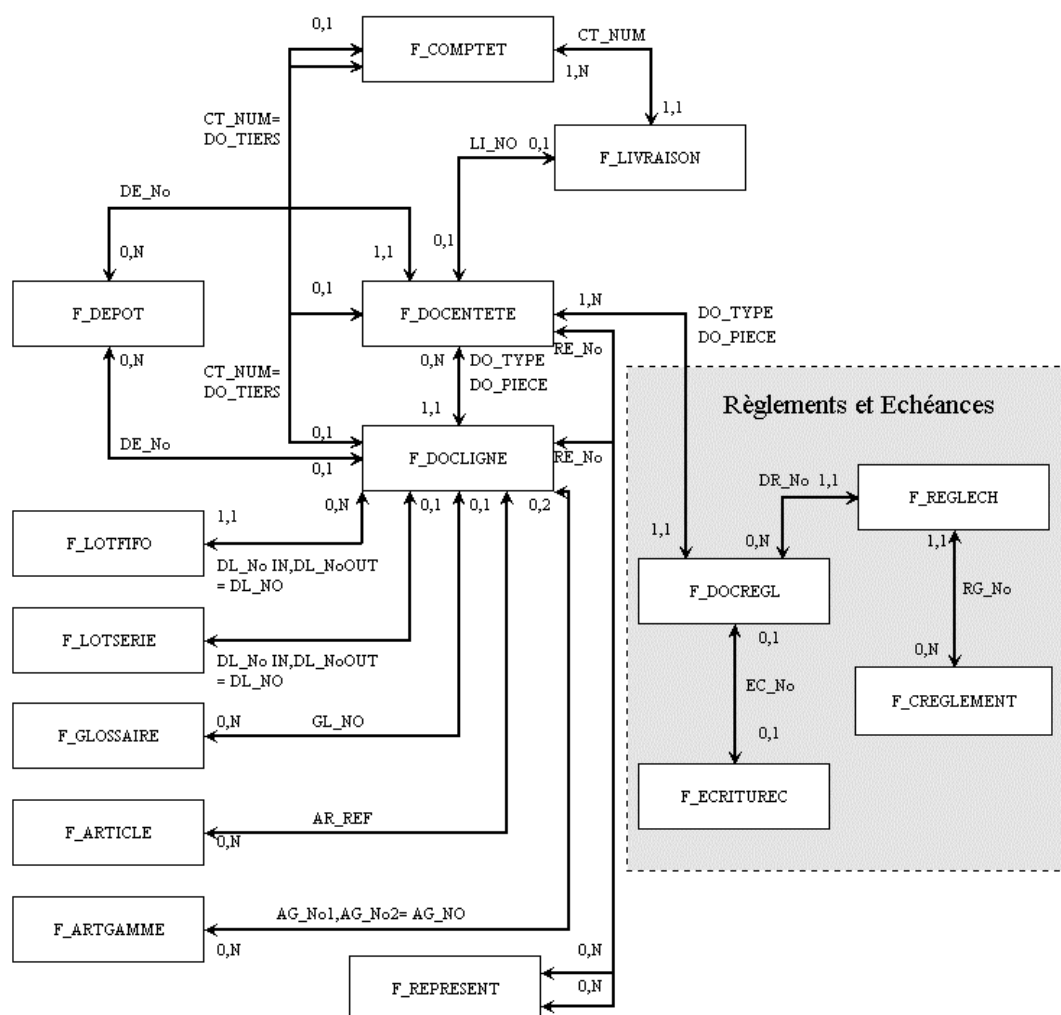 0,1
F_COMPTET
CT_NUM
1,N
CT_NUM=
DO_TIERS
1,1
LI_NO 0,1
F_LIVRAISON
DE_No
0,N
1,1
0,1
F_DEPOT
0,1
F_DOCENTETE
1,N
DO_TYPE
DO_PIECE
0,N
CT_NUM=
DO_TIERS
0,N
DO_TYPE
DO_PIECE
RE_No
Règlements et Echéances
1,1
DE_No
0,1
0,1
F_DOCLIGNE
RE_No
DR_No 1,1
F_REGLECH
0,N
0,1
0,1
0,2
F_LOTFIFO
1,1
DL_No IN,DL_NoOUT
= DL_NO
1,1
0,N
1,1
F_DOCREGL
RG_No
F_LOTSERIE
DL_No IN,DL_NoOUT
= DL_NO
0,1
0,N
EC_No
F_CREGLEMENT
F_GLOSSAIRE
0,N
GL_NO
0,1
F_ECRITUREC
F_ARTICLE
AR_REF
0,N
F_ARTGAMME
AG_No1,AG_No2= AG_NO
0,N
0,N
F_REPRESENT
0,N